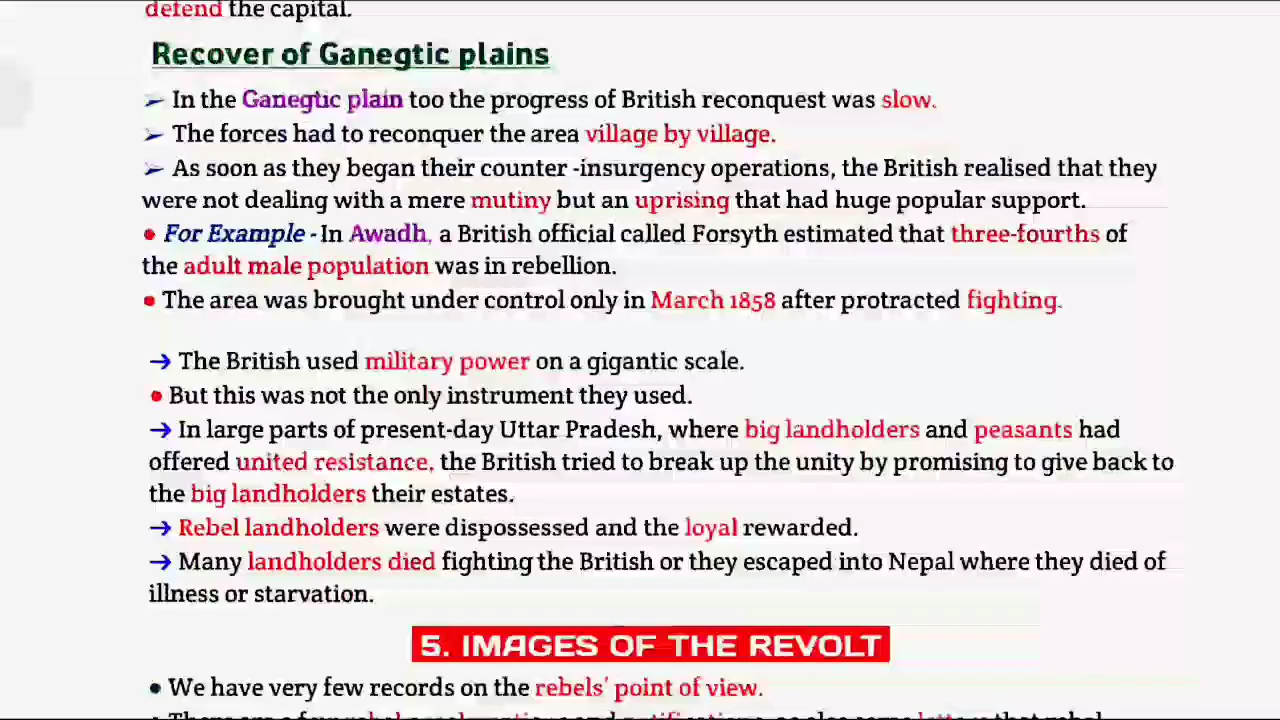 defend the capital.
Recover of Ganegtic plains
➢ In the Ganegtic plain too the progress of British reconquest was slow.
➢ The forces had to reconquer the area village by village.
➢ As soon as they began their counter -insurgency operations, the British realised that they
were not dealing with a mere mutiny but an uprising that had huge popular support.
• For Example - In Awadh, a British official called Forsyth estimated that three-fourths of
the adult male population was in rebellion.
• The area was brought under control only in March 1858 after protracted fighting.
→ The British used military power on a gigantic scale.
• But this was not the only instrument they used.
→ In large parts of present-day Uttar Pradesh, where big landholders and peasants had
offered united resistance, the British tried to break up the unity by promising to give back to
the big landholders their estates.
→ Rebel landholders were dispossessed and the loyal rewarded.
→ Many landholders died fighting the British or they escaped into Nepal where they died of
illness or starvation.
5. IMAGES OF THE REVOLT
• We have very few records on the rebels' point of view.